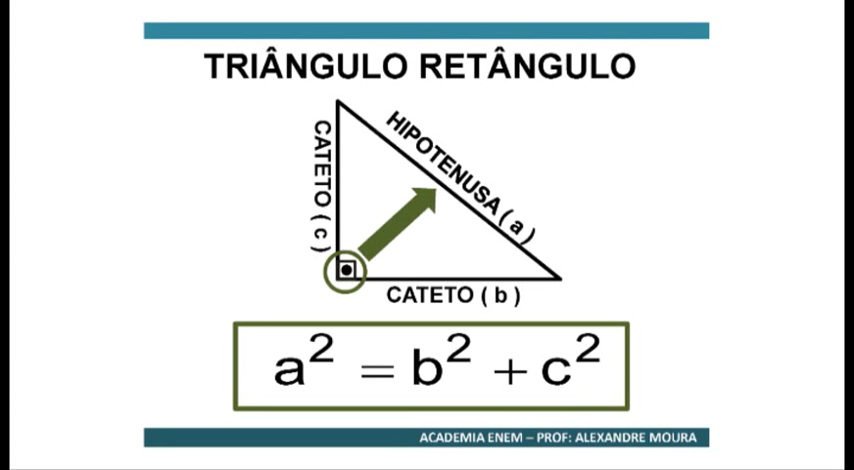 TRIÂNGULO RETÂNGULO
CATETO ( c )
HIPOTENUSA ( a )
CATETO ( b )
a² = b² + c²
ACADEMIA ENEM – PROF: ALEXANDRE MOURA